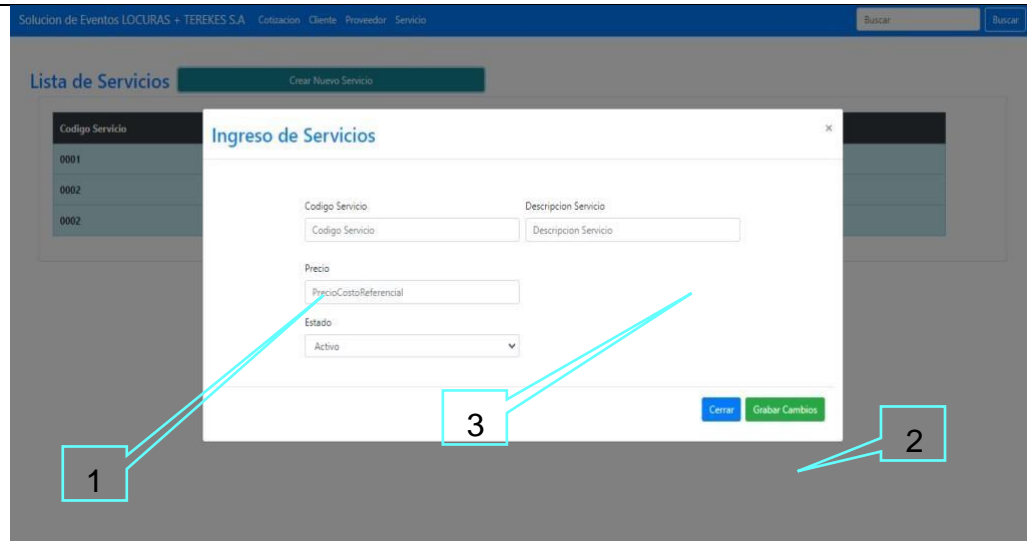 Solucion de Eventos LOCURAS + TEREKES S.A Cotizacion Cliente Proveedor Servicio Buscar Buscar
Lista de Servicios Crear Nuevo Servicio
Codigo Servicio
0001
0002
0002
Ingreso de Servicios ×
Codigo Servicio Descripcion Servicio
Codigo Servicio Descripcion Servicio
Precio
PrecioCostoReferencial
Estado
Activo
Cerrar Grabar Cambios
3
2
1